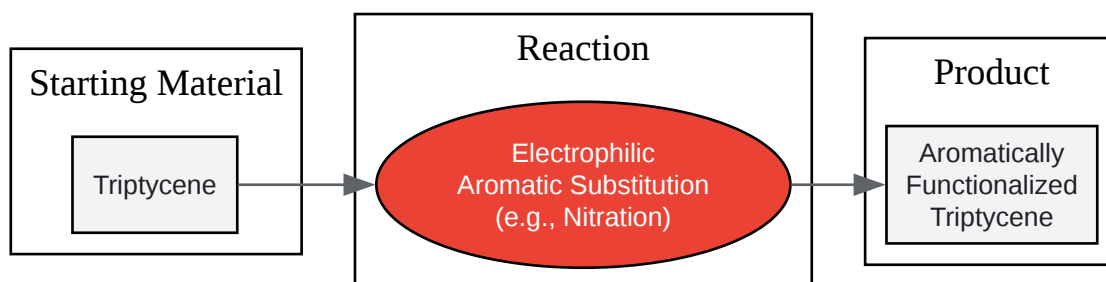 Starting Material
Triptycene
Reaction
Electrophilic
Aromatic Substitution
(e.g., Nitration)
Product
Aromatically
Functionalized
Triptycene